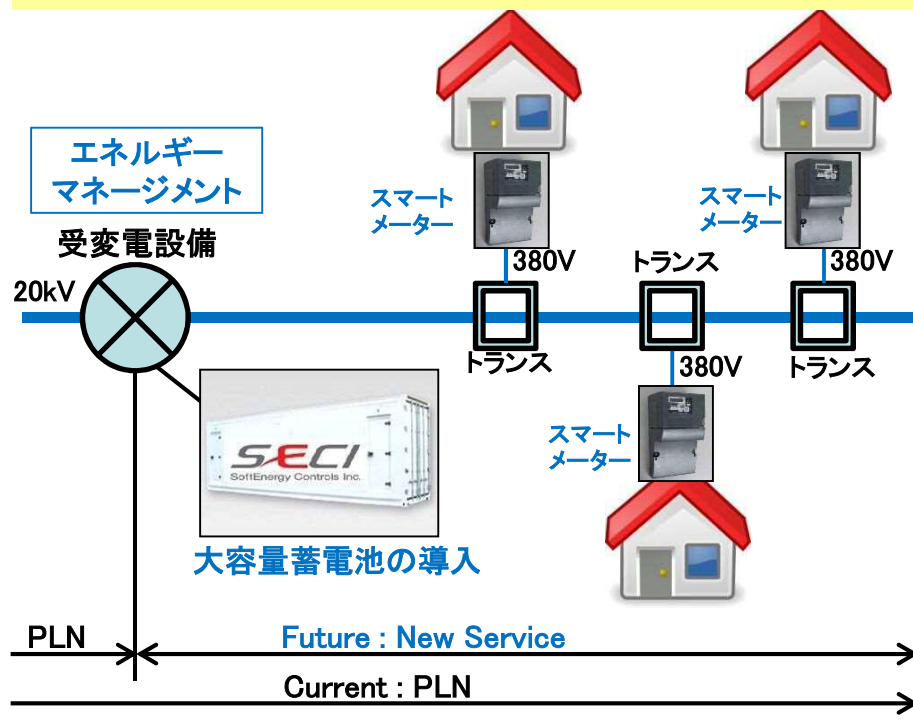 エネルギー
マネージメント
受変電設備
20kV
スマート
メーター
スマート
メーター
380V
トランス
380V
トランス
380V
トランス
スマート
メーター
SECI
SoftEnergy Controls Inc.
大容量蓄電池の導入
PLN
Future : New Service
Current : PLN